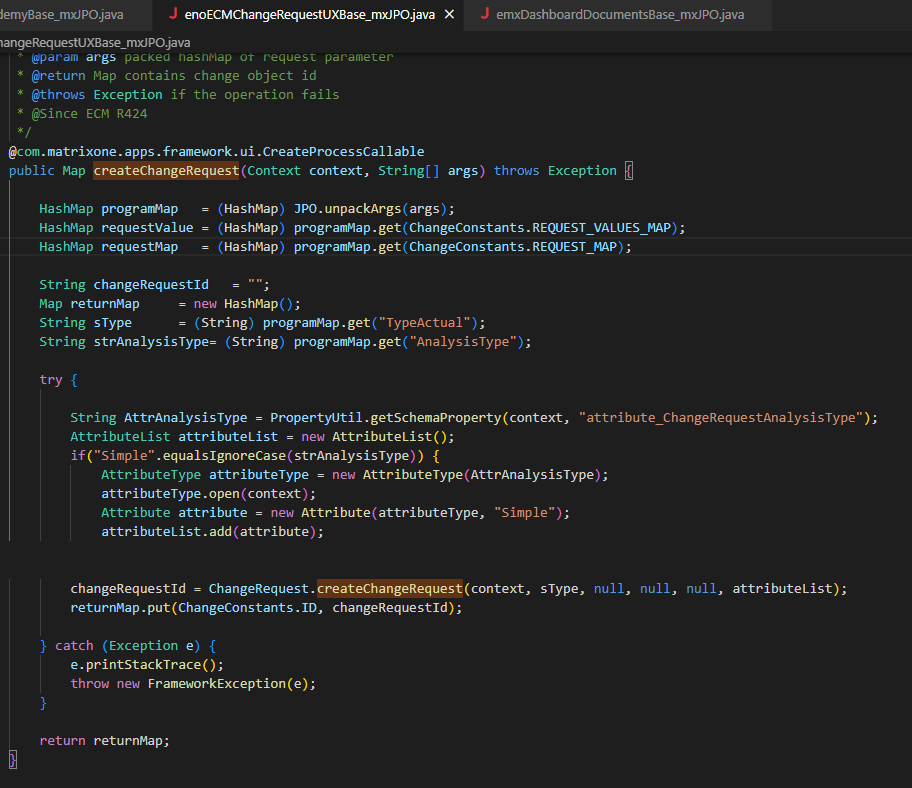 demyBase_mxJPO.java
J enoECMChangeRequestUXBase_mxJPO.java ×
J emxDashboardDocumentsBase_mxJPO.java
hangeRequestUXBase_mxJPO.java
* @param args packed hashMap of request parameter
* @return Map contains change object id
* @throws Exception if the operation fails
* @Since ECM R424
*/
@com.matrixone.apps.framework.ui.CreateProcessCallable
public Map createChangeRequest(Context context, String[] args) throws Exception {
HashMap programMap   = (HashMap) JPO.unpackArgs(args);
HashMap requestValue = (HashMap) programMap.get(ChangeConstants.REQUEST_VALUES_MAP);
HashMap requestMap   = (HashMap) programMap.get(ChangeConstants.REQUEST_MAP);
String changeRequestId   = "";
Map returnMap     = new HashMap();
String sType      = (String) programMap.get("TypeActual");
String strAnalysisType= (String) programMap.get("AnalysisType");
try {
String AttrAnalysisType = PropertyUtil.getSchemaProperty(context, "attribute_ChangeRequestAnalysisType");
AttributeList attributeList = new AttributeList();
if("Simple".equalsIgnoreCase(strAnalysisType)) {
AttributeType attributeType = new AttributeType(AttrAnalysisType);
attributeType.open(context);
Attribute attribute = new Attribute(attributeType, "Simple");
attributeList.add(attribute);
changeRequestId = ChangeRequest.createChangeRequest(context, sType, null, null, null, attributeList);
returnMap.put(ChangeConstants.ID, changeRequestId);
} catch (Exception e) {
e.printStackTrace();
throw new FrameworkException(e);
}
return returnMap;
}